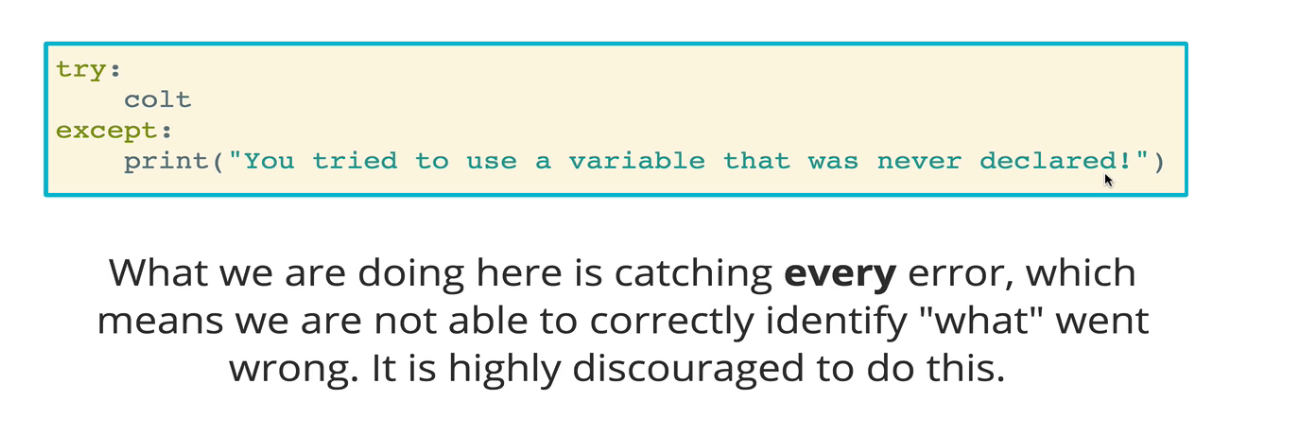 try:
    colt
except:
    print("You tried to use a variable that was never declared!")
What we are doing here is catching every error, which
means we are not able to correctly identify "what" went
wrong. It is highly discouraged to do this.